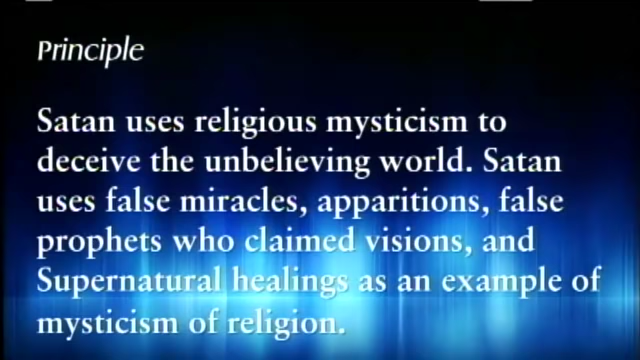 Principle
Satan uses religious mysticism to
deceive the unbelieving world. Satan
uses false miracles, apparitions, false
prophets who claimed visions, and
Supernatural healings as an example of
mysticism of religion.